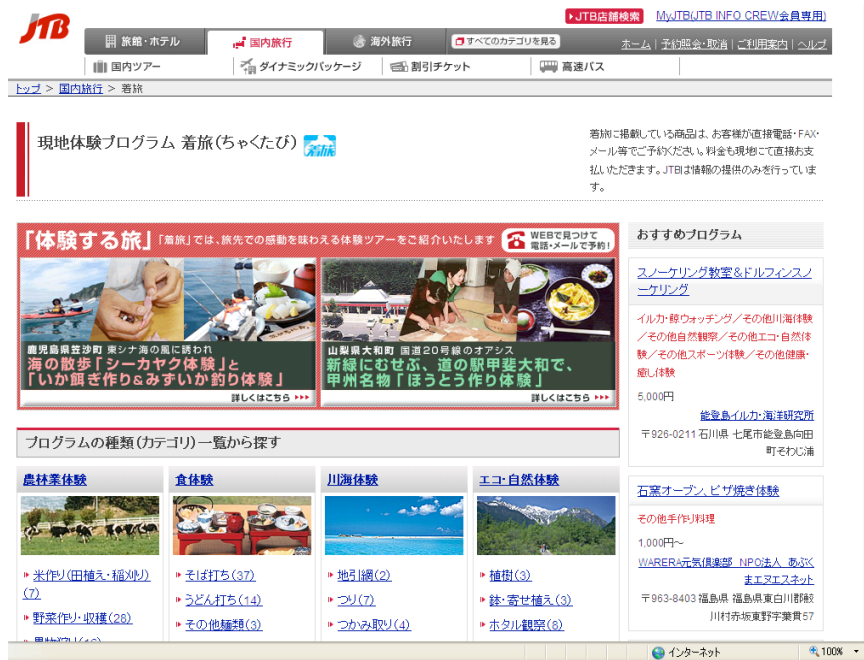 JTB
JTB店舗検索 MyJTB(JTB INFO CREW会員専用)
旅館・ホテル 国内旅行 海外旅行 すべてのカテゴリを見る ホーム | 予約照会・取消 | ご利用案内 | ヘルプ
国内ツアー ダイナミックパッケージ 割引チケット 高速バス
トップ > 国内旅行 > 着旅
現地体験プログラム 着旅(ちゃくたび) 着旅
着旅に掲載している商品は、お客様が直接電話・FAX・
メール等でご予約ください。料金も現地にて直接お支
払いただきます。JTBは情報の提供のみを行っていま
す。
「体験する旅」「着旅」では、旅先での感動を味わえる体験ツアーをご紹介いたします WEBで見つけて
電話・メールで予約!
鹿児島県笠沙町 東シナ海の風に誘われ
海の散歩「シーカヤク体験」と
「いか餌ぎ作り&みずいか釣り体験」
詳しくはこちら
山梨県大和町 国道20号線のオアシス
新緑にむせぶ、道の駅甲斐大和で、
甲州名物「ほうとう作り体験」
詳しくはこちら
プログラムの種類(カテゴリ)一覧から探す
農林業体験
米作り(田植え・稲刈り)
(7)
野菜作り・収穫(28)
食体験
そば打ち(37)
うどん打ち(14)
その他麺類(3)
川海体験
地引網(2)
つり(7)
つかみ取り(4)
エコ・自然体験
植樹(3)
鉢・寄せ植え(3)
ホタル観察(8)
おすすめプログラム
スノーケリング教室&ドルフィンスノ
ーケリング
イルカ・鯨ウォッチング/その他川海体験
/その他自然観察/その他エコ・自然体
験/その他スポーツ体験/その他健康・
癒し体験
5,000円
能登島イルカ・海洋研究所
〒926-0211 石川県 七尾市能登島向田
町そわじ浦
石窯オーブン、ピザ焼き体験
その他手作り料理
1,000円〜
WARERA元気倶楽部 NPO法人 あぶく
まエヌエスネット
〒963-8403 福島県 福島県東白川郡鮫
川村赤坂東野字葉貫57
インターネット 100%